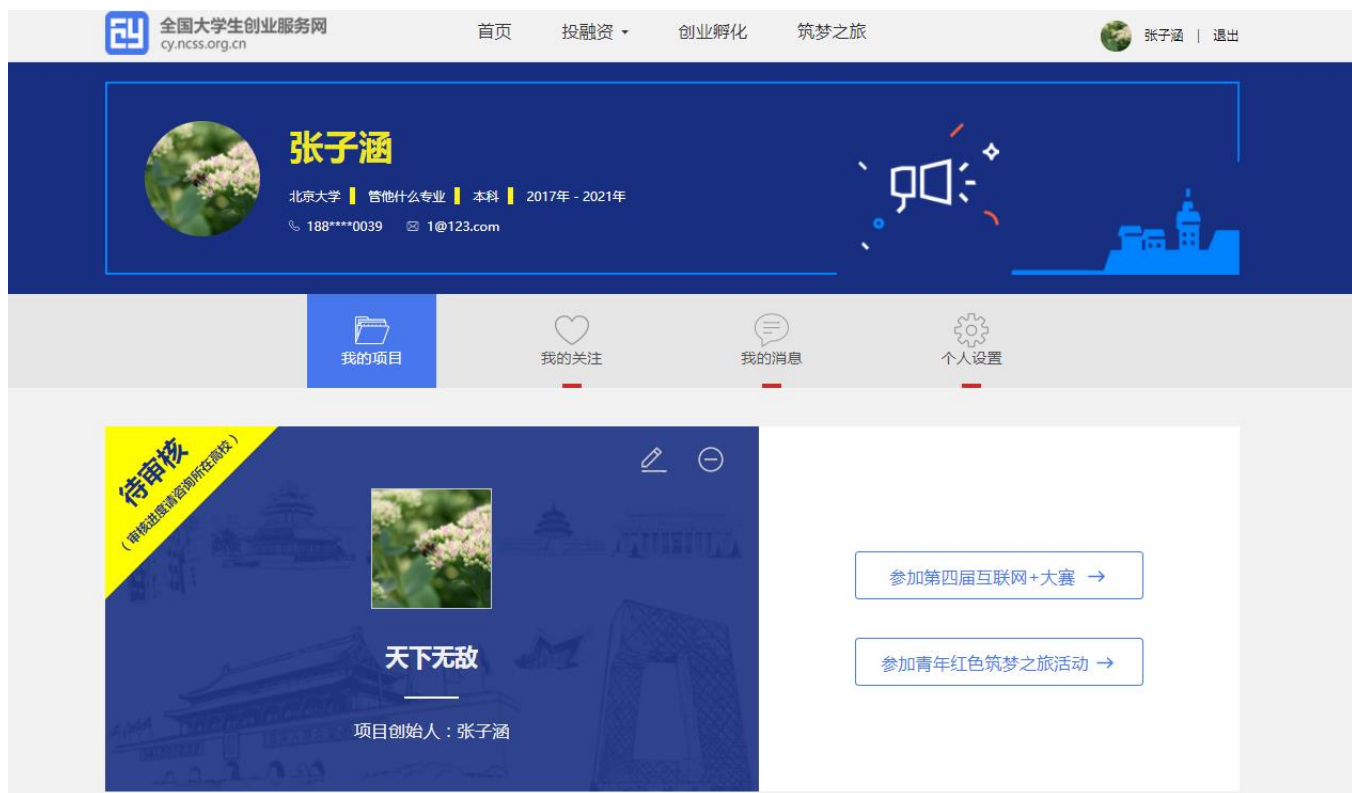 全国大学生创业服务网
cy.ncss.org.cn
首页 投融资 创业孵化 筑梦之旅
张子涵 | 退出
张子涵
北京大学 管他什么专业 本科 2017年 - 2021年
188****0039 1@123.com
我的项目 我的关注 我的消息 个人设置
待审核
（审核进度请咨询所在高校）
天下无敌
项目创始人：张子涵
参加第四届互联网+大赛 →
参加青年红色筑梦之旅活动 →